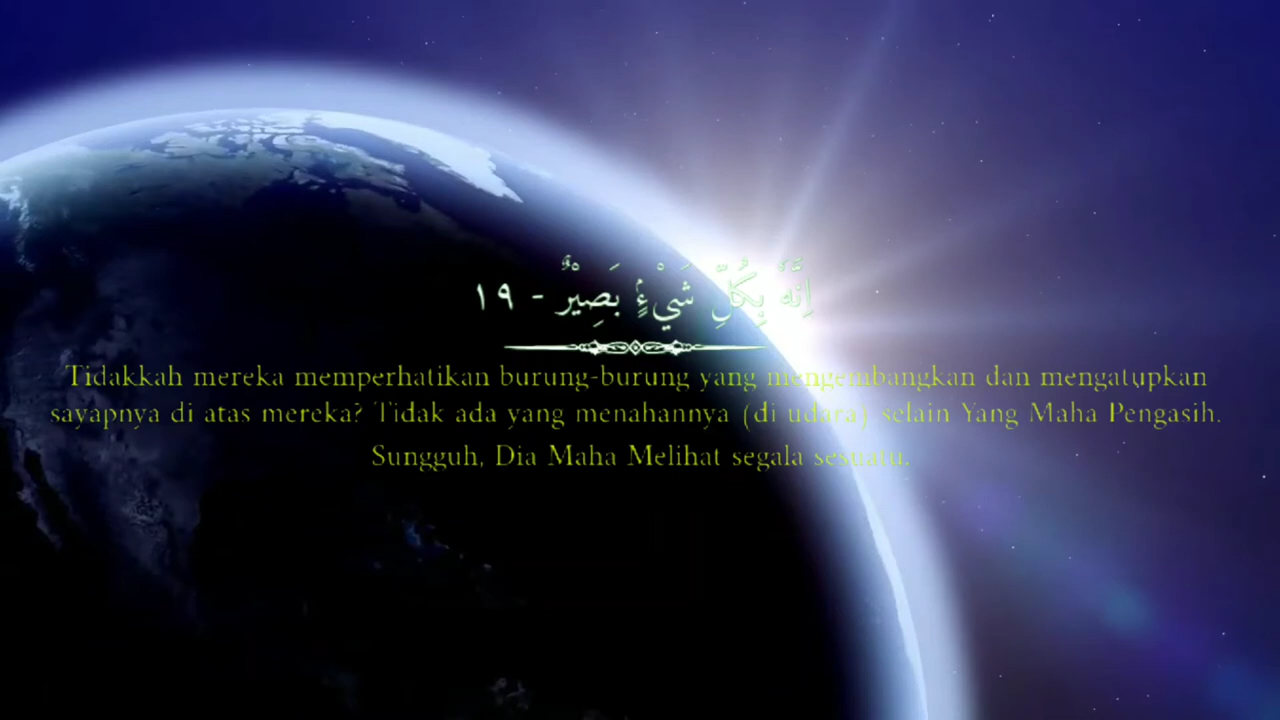 اِنَّهٗ بِكُلِّ شَيْءٍۢ بَصِيْرٌ - ١٩
Tidakkah mereka memperhatikan burung-burung yang mengembangkan dan mengatupkan
sayapnya di atas mereka? Tidak ada yang menahannya (di udara) selain Yang Maha Pengasih.
Sungguh, Dia Maha Melihat segala sesuatu.